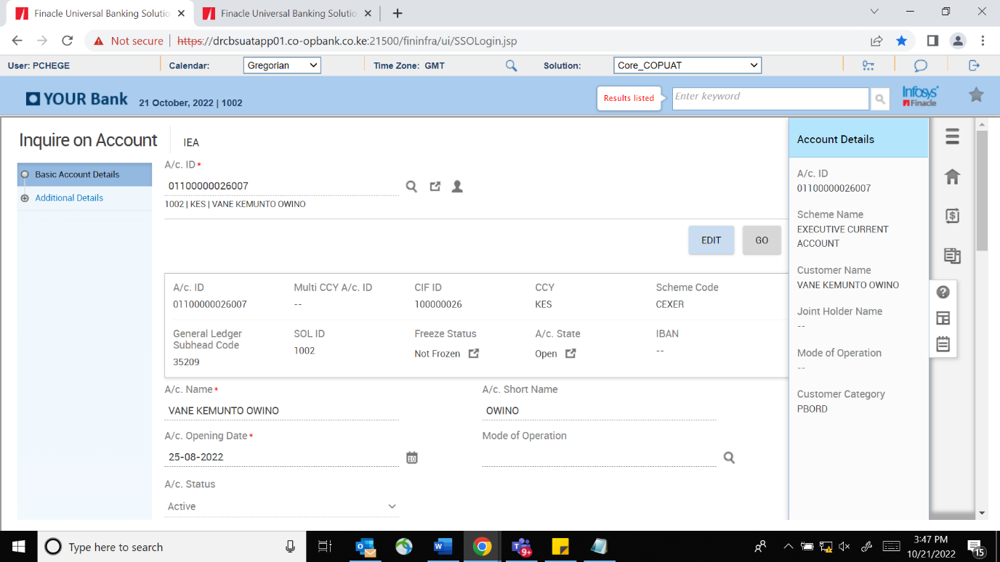 Finacle Universal Banking Solutio
Finacle Universal Banking Solutio
Not secure
https://drcbsuatapp01.co-opbank.co.ke:21500/fininfra/ui/SSOLogin.jsp
User: PCHEGE
Calendar:
Gregorian
Time Zone: GMT
Solution:
Core_COPUAT
YOUR Bank
21 October, 2022 | 1002
Results listed
Enter keyword
Infosys
Finacle
Inquire on Account
IEA
Basic Account Details
Additional Details
A/c. ID *
01100000026007
1002 | KES | VANE KEMUNTO OWINO
EDIT
GO
A/c. ID
Multi CCY A/c. ID
CIF ID
CCY
Scheme Code
01100000026007
--
100000026
KES
CEXER
General Ledger
Subhead Code
SOL ID
Freeze Status
A/c. State
IBAN
35209
1002
Not Frozen
Open
--
A/c. Name *
A/c. Short Name
VANE KEMUNTO OWINO
OWINO
A/c. Opening Date *
Mode of Operation
25-08-2022
10
A/c. Status
Active
Account Details
A/c. ID
01100000026007
Scheme Name
EXECUTIVE CURRENT
ACCOUNT
Customer Name
VANE KEMUNTO OWINO
Joint Holder Name
--
Mode of Operation
--
Customer Category
PBORD
Type here to search
9+
3:47 PM
10/21/2022
15